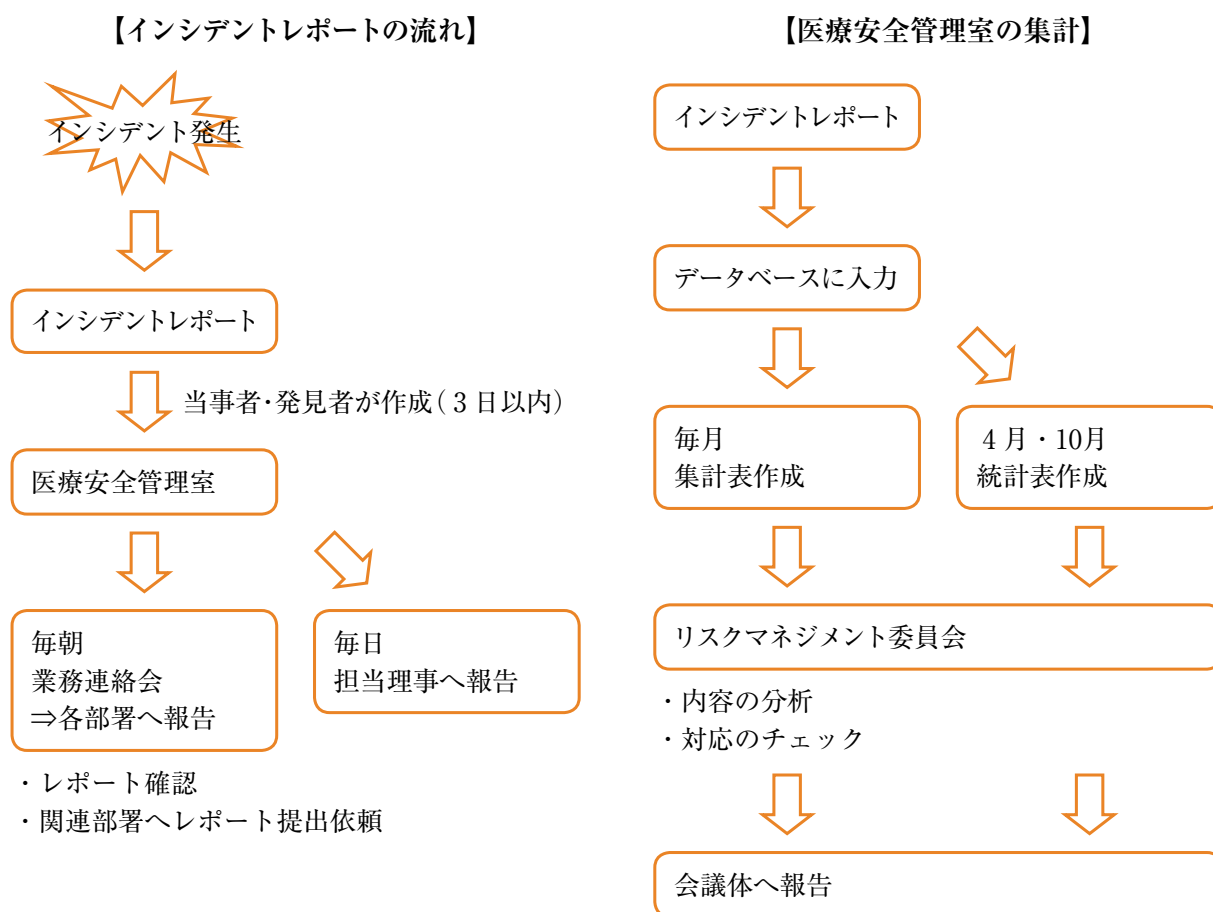 【インシデントレポートの流れ】
インシデント発生
インシデントレポート
当事者・発見者が作成（３日以内）
医療安全管理室
毎朝
業務連絡会
⇒各部署へ報告
毎日
担当理事へ報告
・レポート確認
・関連部署へレポート提出依頼
【医療安全管理室の集計】
インシデントレポート
データベースに入力
毎月
集計表作成
４月・10月
統計表作成
リスクマネジメント委員会
・内容の分析
・対応のチェック
会議体へ報告